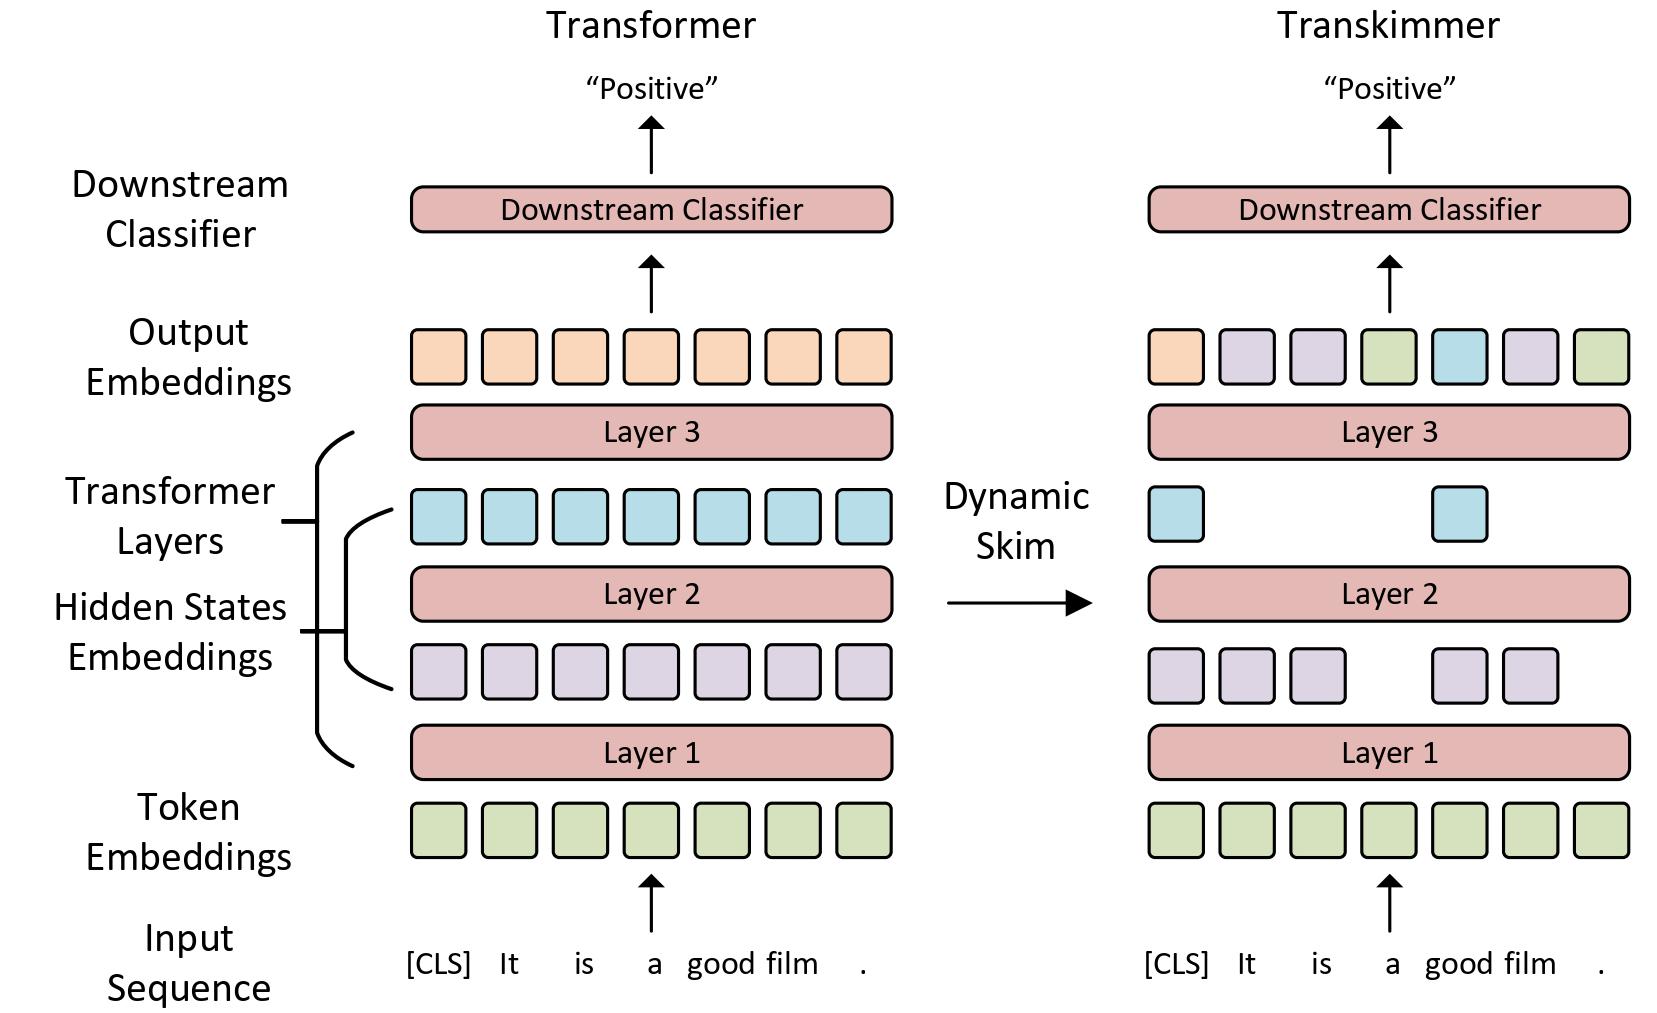 Transformer
Transkimmer
“Positive”
“Positive”
Downstream
Classifier
Downstream Classifier
Downstream Classifier
Output
Embeddings
Layer 3
Layer 3
Transformer
Layers
Dynamic
Skim
Hidden States
Embeddings
Layer 2
Layer 2
Layer 1
Layer 1
Token
Embeddings
Input
Sequence
[CLS] It is a good film .
[CLS] It is a good film .